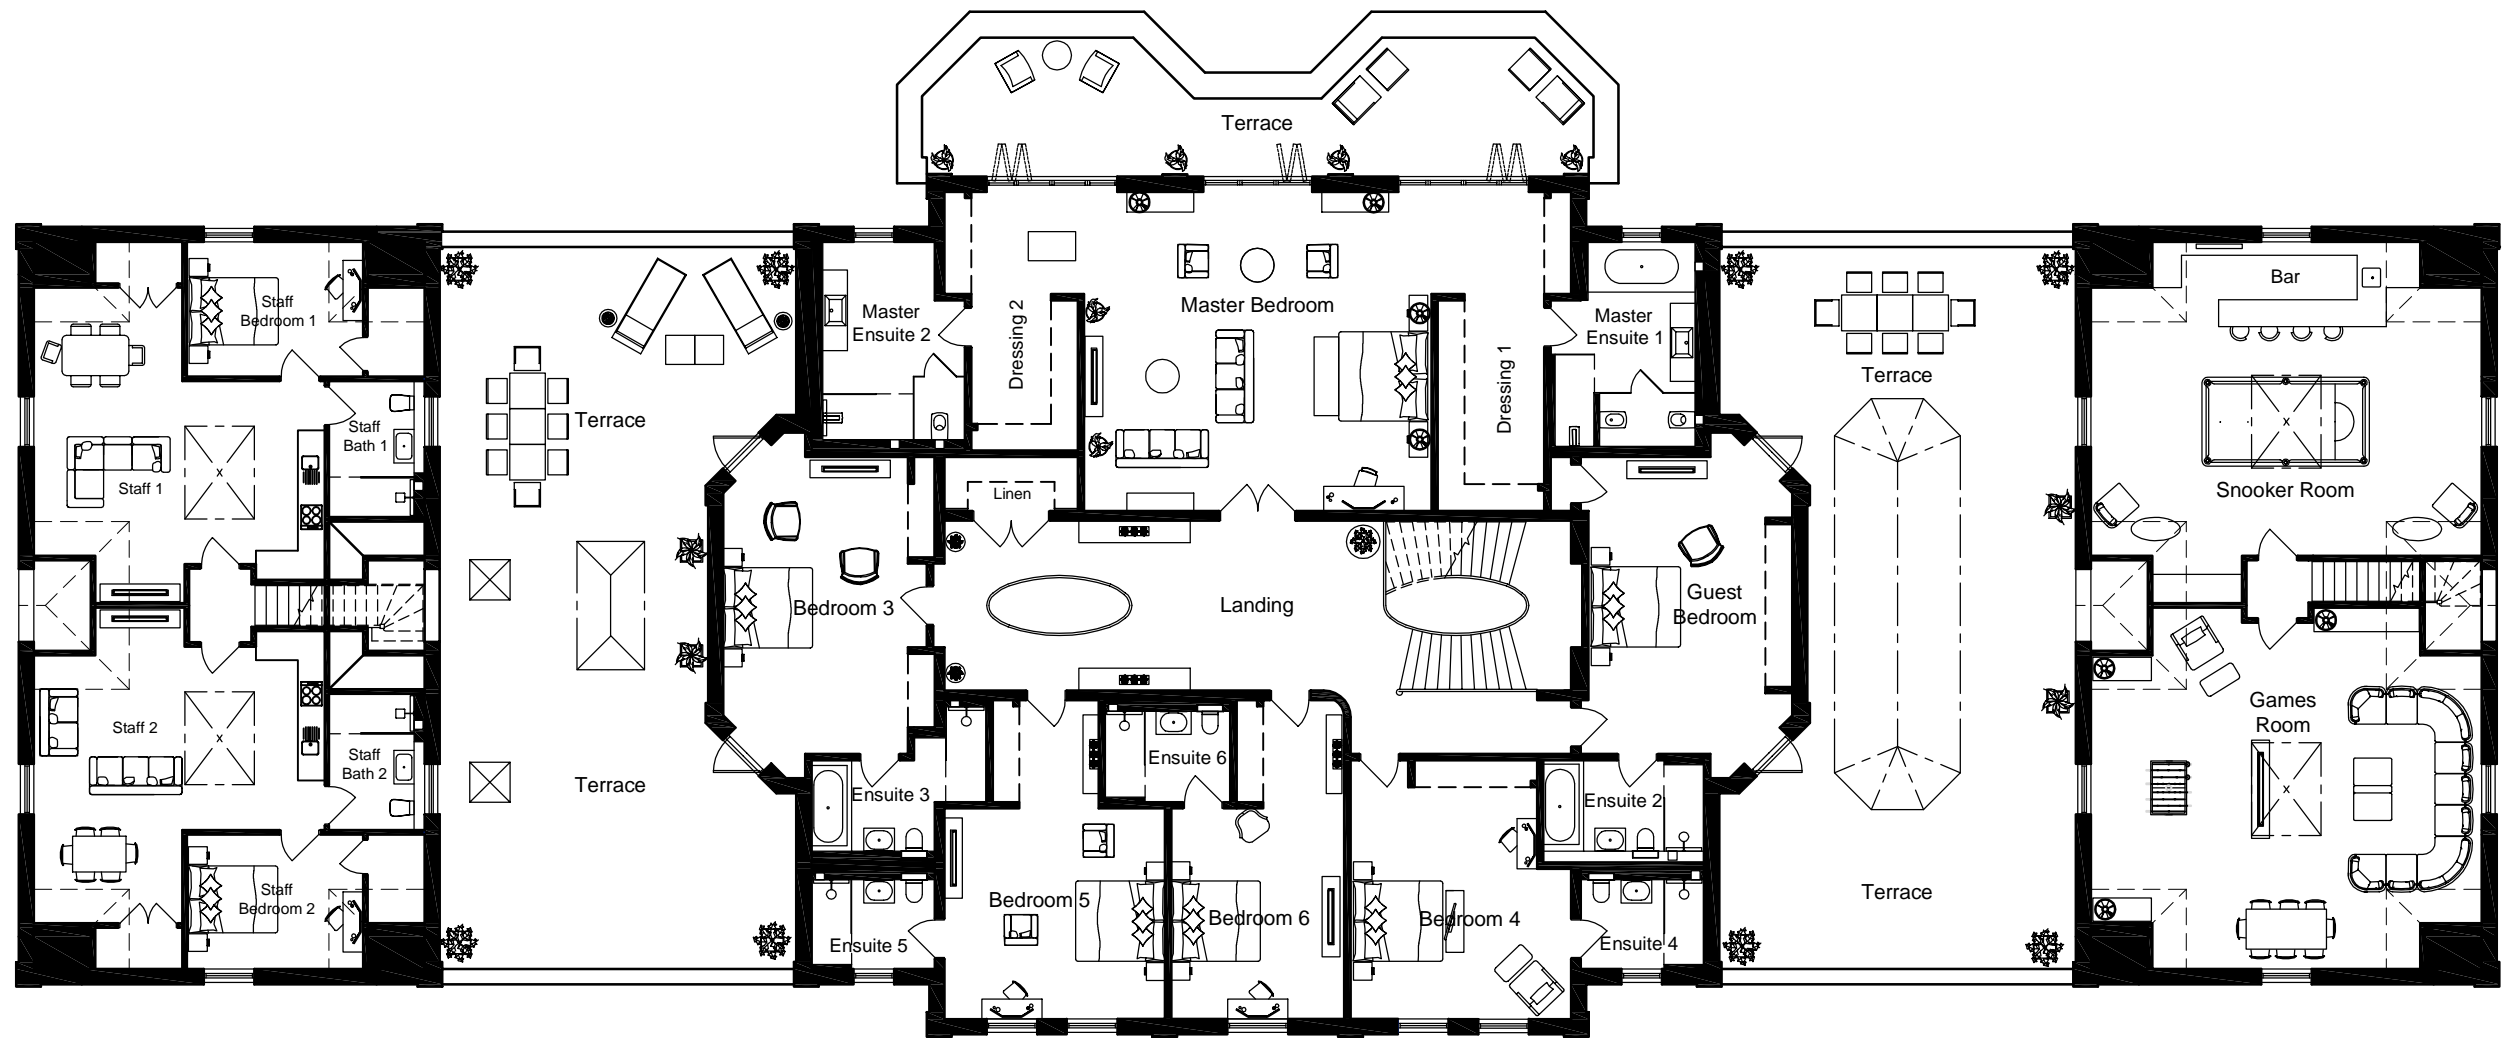 Terrace
Staff
Bedroom 1
Master
Ensuite 2
Dressing 2
Master Bedroom
Dressing 1
Master
Ensuite 1
Bar
Terrace
Terrace
Staff
Bath 1
Staff 1
Linen
Snooker Room
Bedroom 3
Landing
Guest
Bedroom
Staff 2
Staff
Bath 2
Terrace
Ensuite 3
Ensuite 6
Ensuite 2
Games
Room
Staff
Bedroom 2
Ensuite 5
Bedroom 5
Bedroom 6
Bedroom 4
Ensuite 4
Terrace